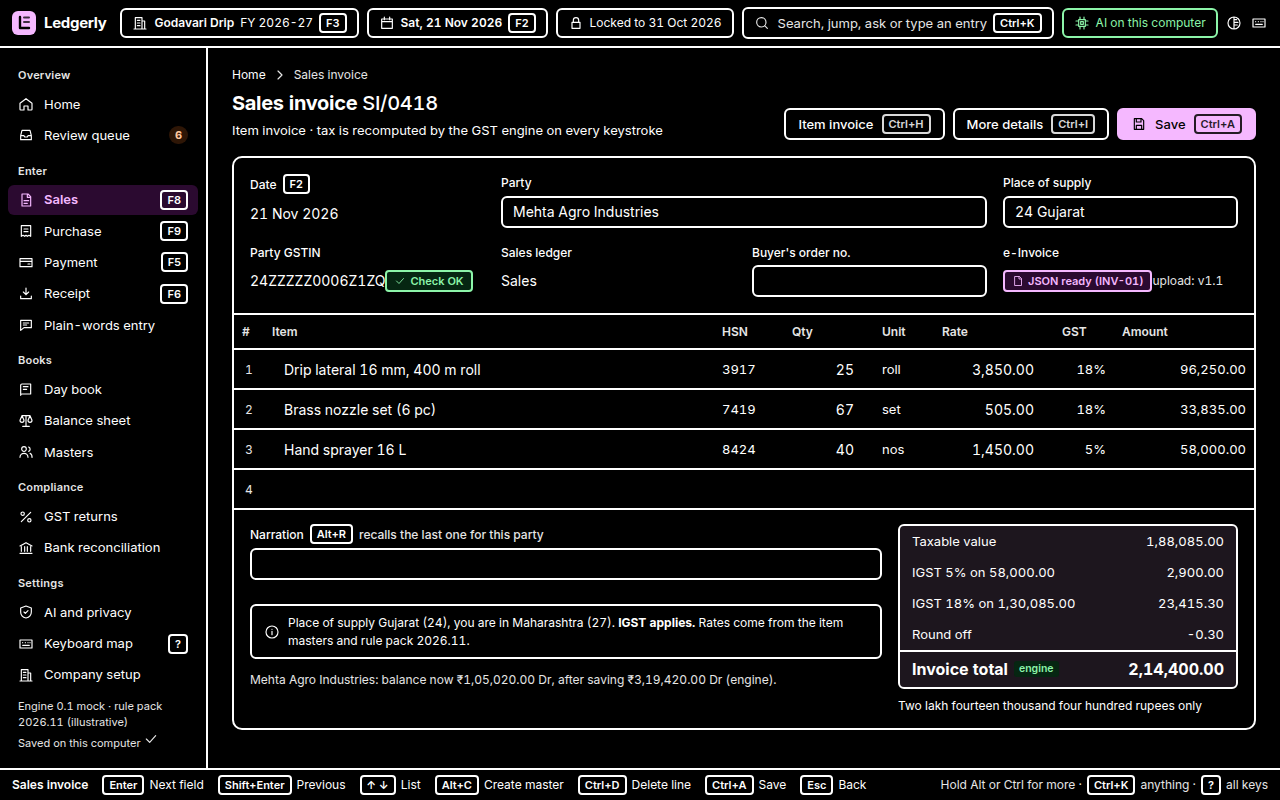 Ledgerly
Godavari Drip FY 2026-27 F3
Sat, 21 Nov 2026 F2
Locked to 31 Oct 2026
Search, jump, ask or type an entry Ctrl+K
AI on this computer
Overview
Home
Review queue 6
Enter
Sales F8
Purchase F9
Payment F5
Receipt F6
Plain-words entry
Books
Day book
Balance sheet
Masters
Compliance
GST returns
Bank reconciliation
Settings
AI and privacy
Keyboard map ?
Company setup
Engine 0.1 mock · rule pack
2026.11 (illustrative)
Saved on this computer
Home > Sales invoice
Sales invoice SI/0418
Item invoice · tax is recomputed by the GST engine on every keystroke
Item invoice Ctrl+H
More details Ctrl+I
Save Ctrl+A
Date F2
21 Nov 2026
Party
Mehta Agro Industries
Place of supply
24 Gujarat
Party GSTIN
24ZZZZZ0006Z1ZQ Check OK
Sales ledger
Sales
Buyer's order no.
e-Invoice
JSON ready (INV-01) upload: v1.1
# Item HSN Qty Unit Rate GST Amount
1 Drip lateral 16 mm, 400 m roll 3917 25 roll 3,850.00 18% 96,250.00
2 Brass nozzle set (6 pc) 7419 67 set 505.00 18% 33,835.00
3 Hand sprayer 16 L 8424 40 nos 1,450.00 5% 58,000.00
4
Narration Alt+R recalls the last one for this party
Place of supply Gujarat (24), you are in Maharashtra (27). IGST applies. Rates come from the item
masters and rule pack 2026.11.
Mehta Agro Industries: balance now ₹1,05,020.00 Dr, after saving ₹3,19,420.00 Dr (engine).
Taxable value 1,88,085.00
IGST 5% on 58,000.00 2,900.00
IGST 18% on 1,30,085.00 23,415.30
Round off -0.30
Invoice total engine 2,14,400.00
Two lakh fourteen thousand four hundred rupees only
Sales invoice Enter Next field Shift+Enter Previous ↑↓ List Alt+C Create master Ctrl+D Delete line Ctrl+A Save Esc Back Hold Alt or Ctrl for more · Ctrl+K anything · ? all keys